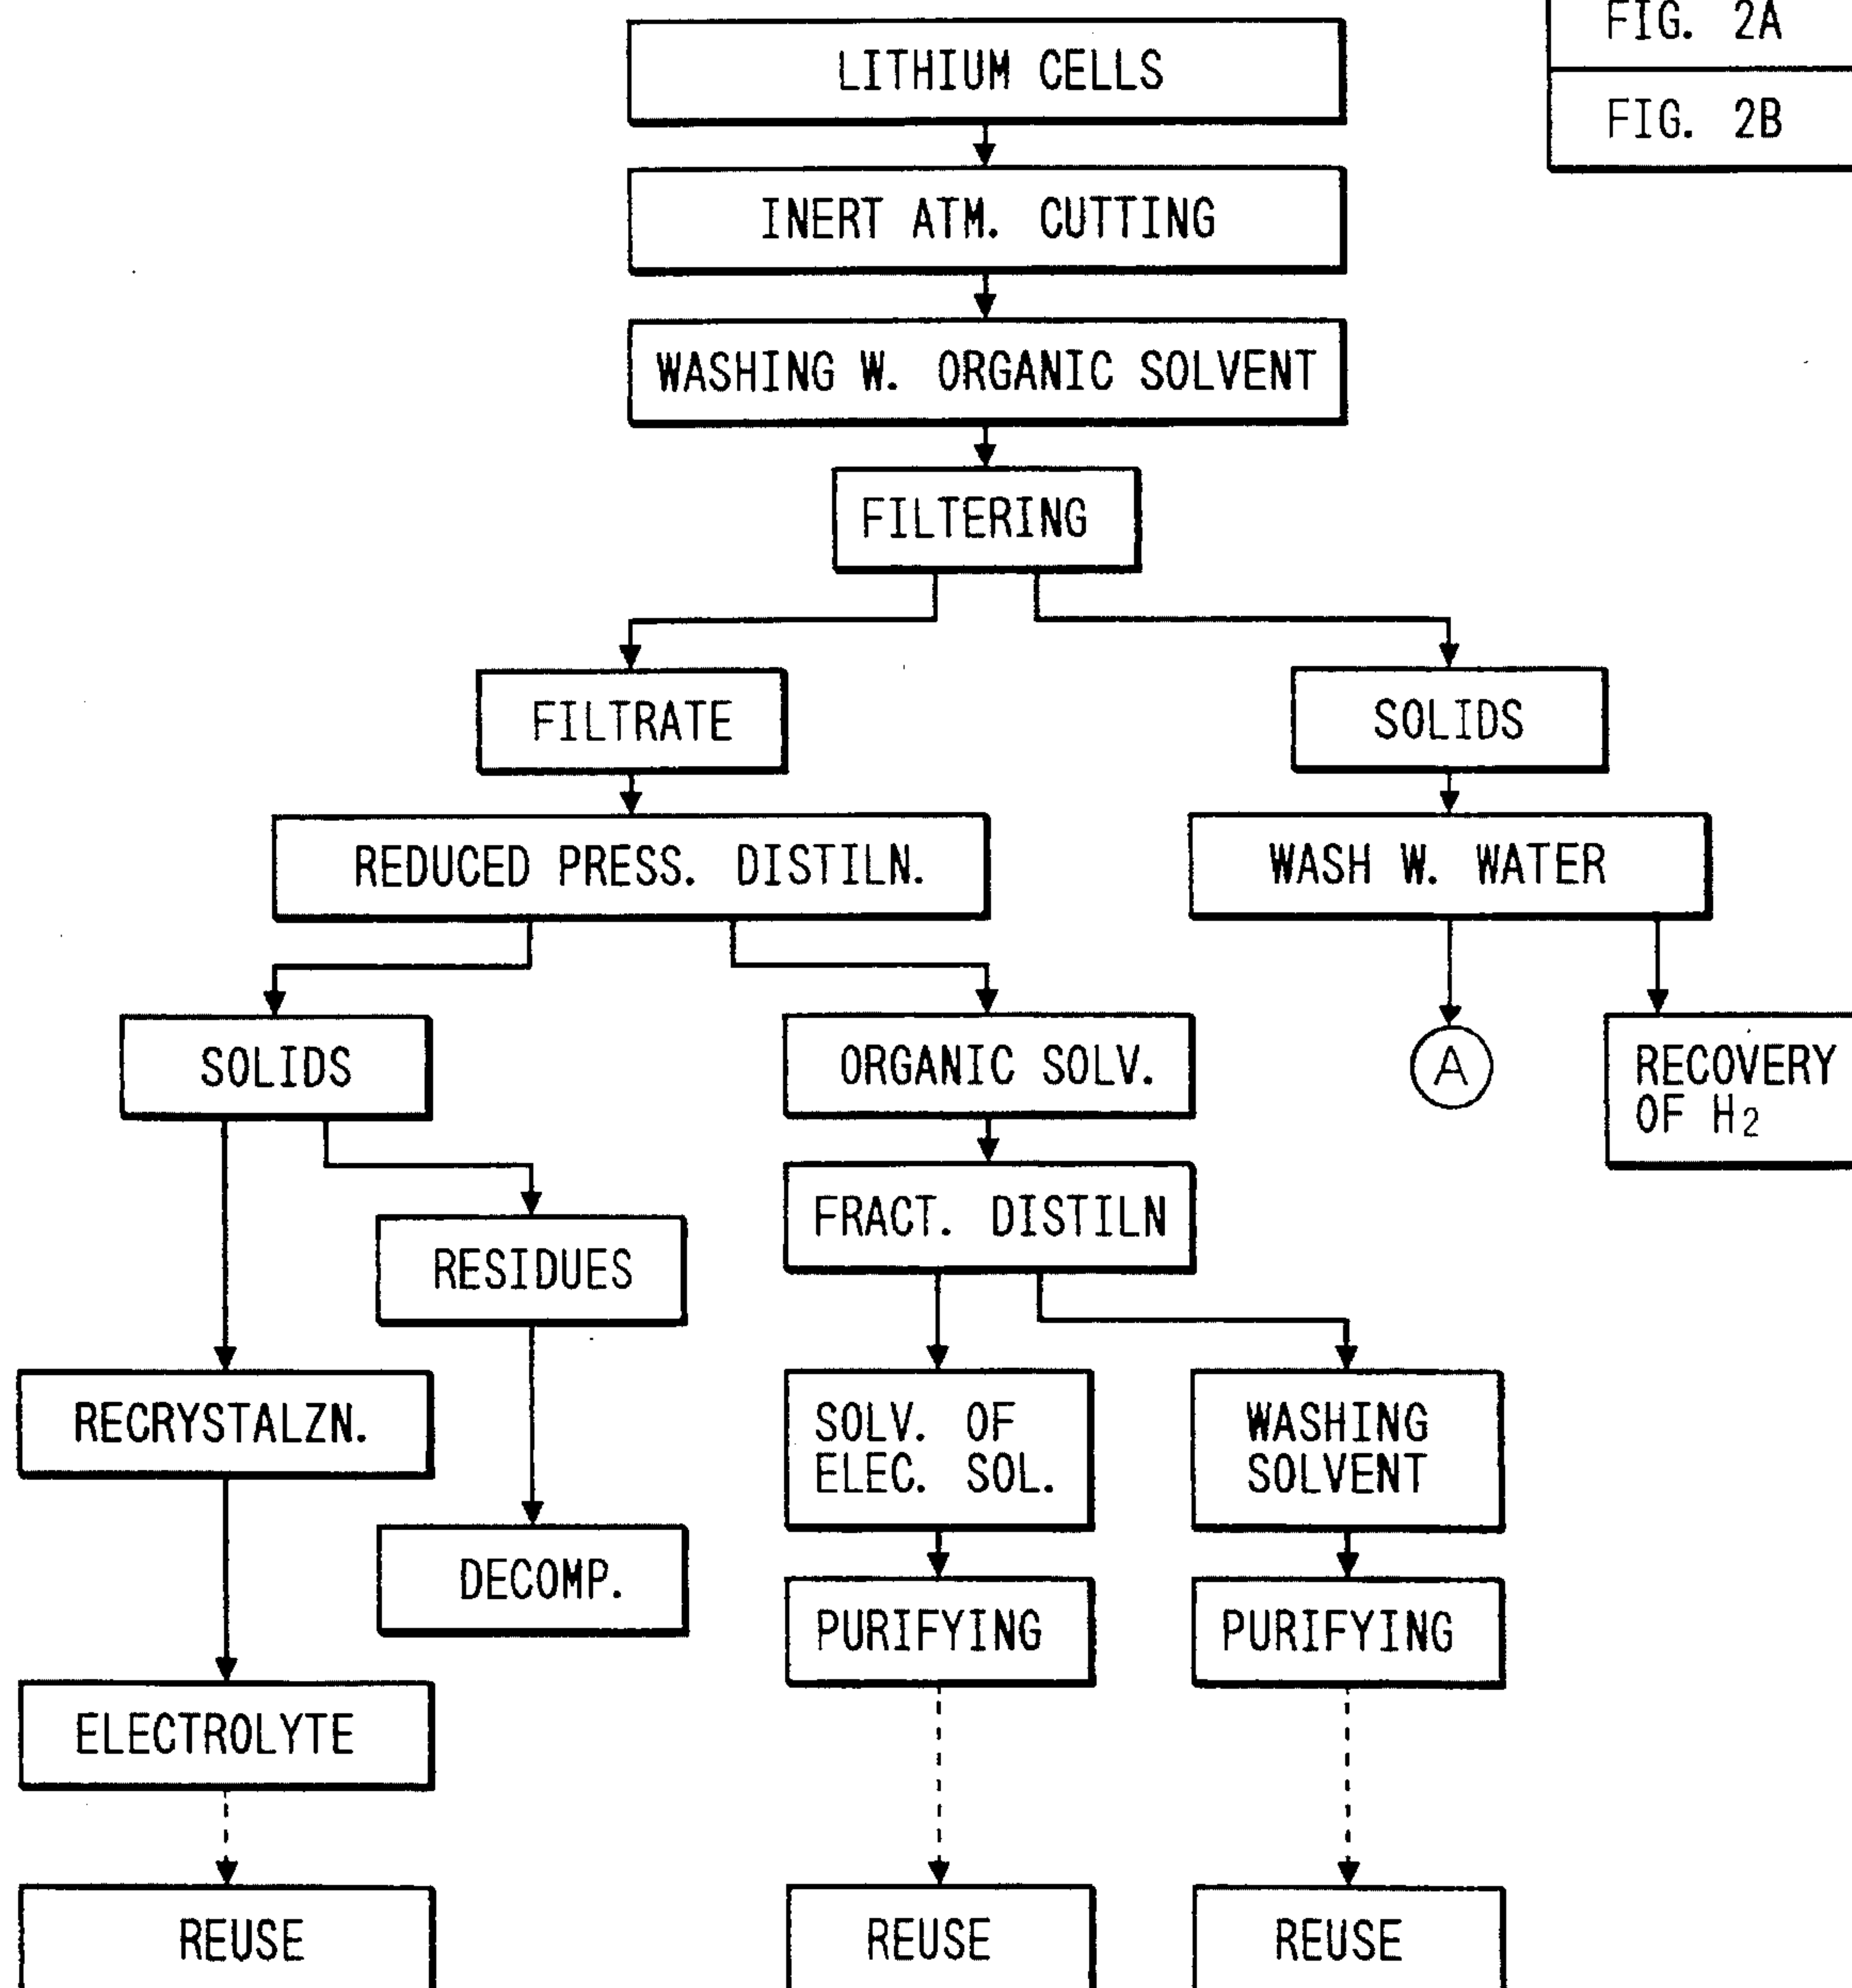 FIG. 2A
FIG. 2B
LITHIUM CELLS
INERT ATM. CUTTING
WASHING W. ORGANIC SOLVENT
FILTERING
FILTRATE
SOLIDS
REDUCED PRESS. DISTILN.
WASH W. WATER
SOLIDS
ORGANIC SOLV.
A
RECOVERY
OF H2
FRACT. DISTILN
RESIDUES
RECRYSTALZN.
SOLV. OF
ELEC. SOL.
WASHING
SOLVENT
DECOMP.
PURIFYING
PURIFYING
ELECTROLYTE
REUSE
REUSE
REUSE